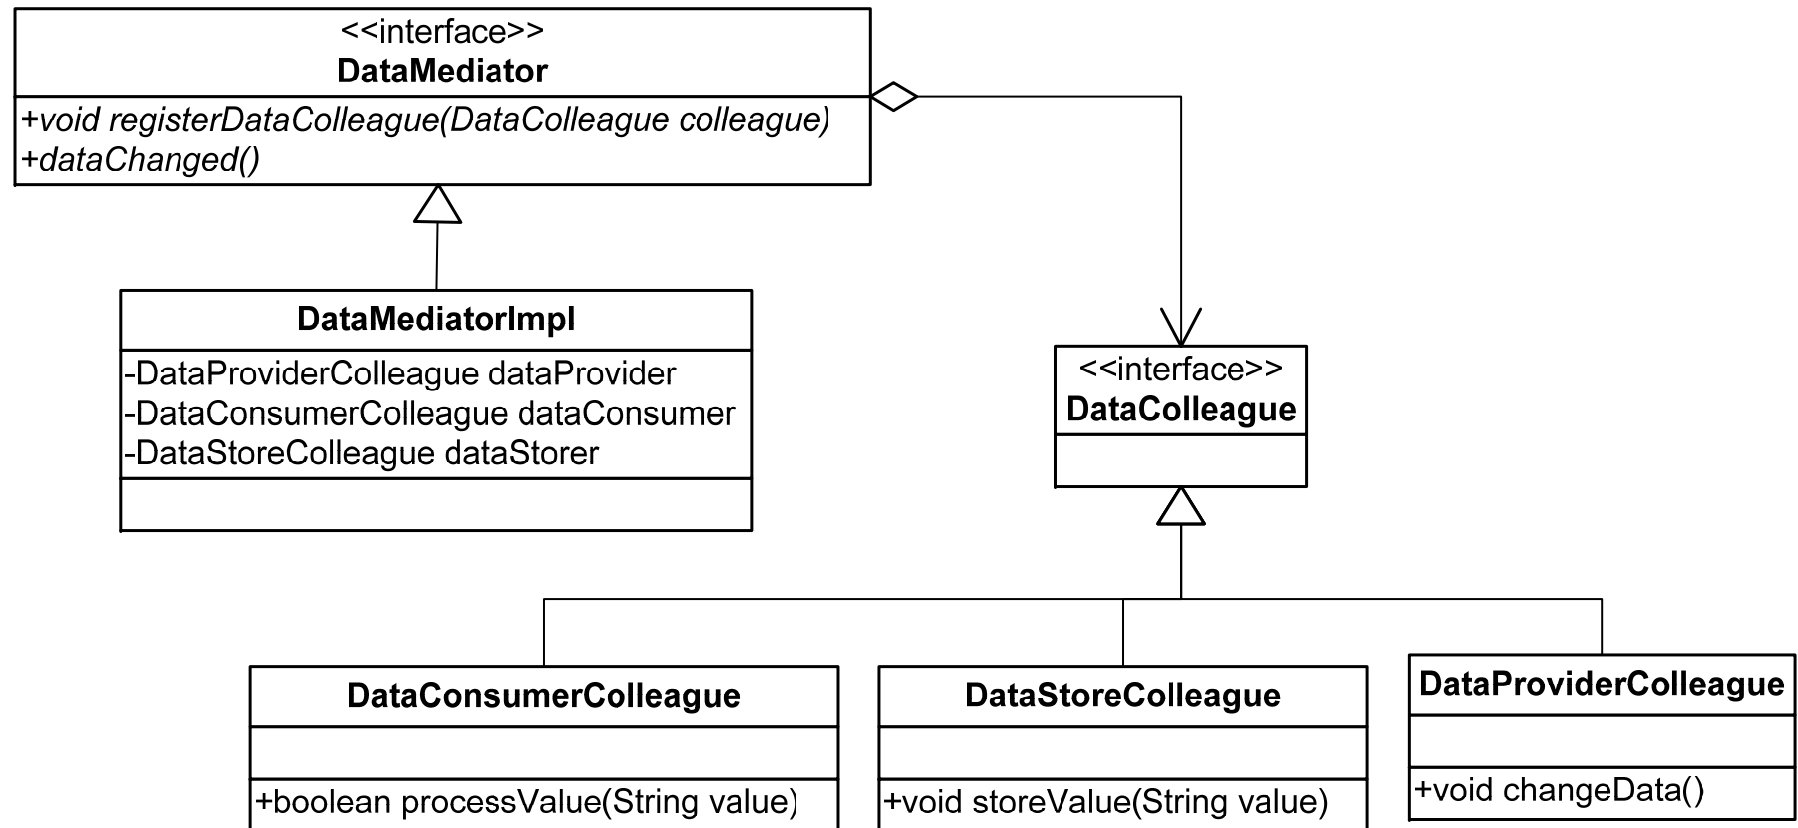 <<interface>>
DataMediator
+void registerDataColleague(DataColleague colleague)
+dataChanged()
DataMediatorImpl
-DataProviderColleague dataProvider
-DataConsumerColleague dataConsumer
-DataStoreColleague dataStorer
<<interface>>
DataColleague
DataConsumerColleague
+boolean processValue(String value)
DataStoreColleague
+void storeValue(String value)
DataProviderColleague
+void changeData()